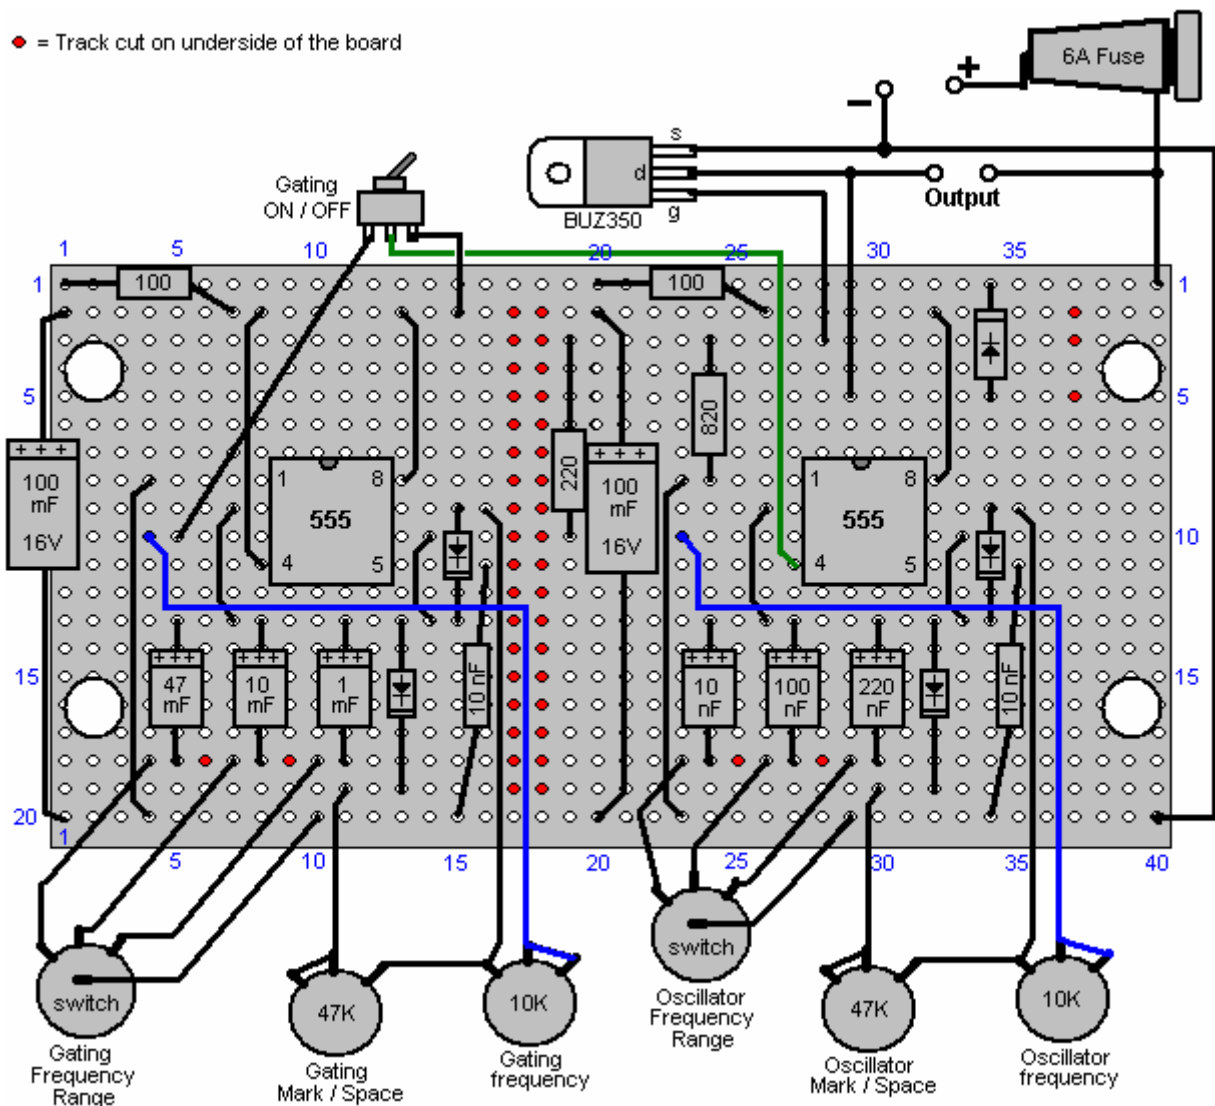 = Track cut on underside of the board
6A Fuse
+
−
s
d
g
BUZ350
Output
Gating
ON / OFF
1 5 10 20 25 30 35
1 100 100 1
5 5
820
220
+ + +
100
mF
16V
1 8
555
4 5
+ + +
100
mF
16V
1 8
555
4 5
10
15 15
+++
47
mF
+++
10
mF
+++
1
mF
10 nF
+++
10
nF
+++
100
nF
+++
220
nF
10 nF
20
1
5 10 15 20 25 30 35 40
switch
Gating
Frequency
Range
47K
Gating
Mark / Space
10K
Gating
frequency
switch
Oscillator
Frequency
Range
47K
Oscillator
Mark / Space
10K
Oscillator
frequency